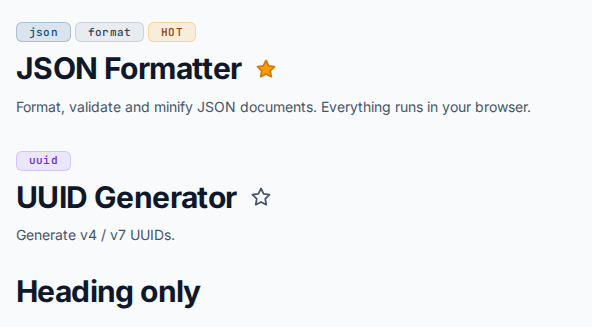 json format HOT
JSON Formatter
Format, validate and minify JSON documents. Everything runs in your browser.
uuid
UUID Generator
Generate v4 / v7 UUIDs.
Heading only